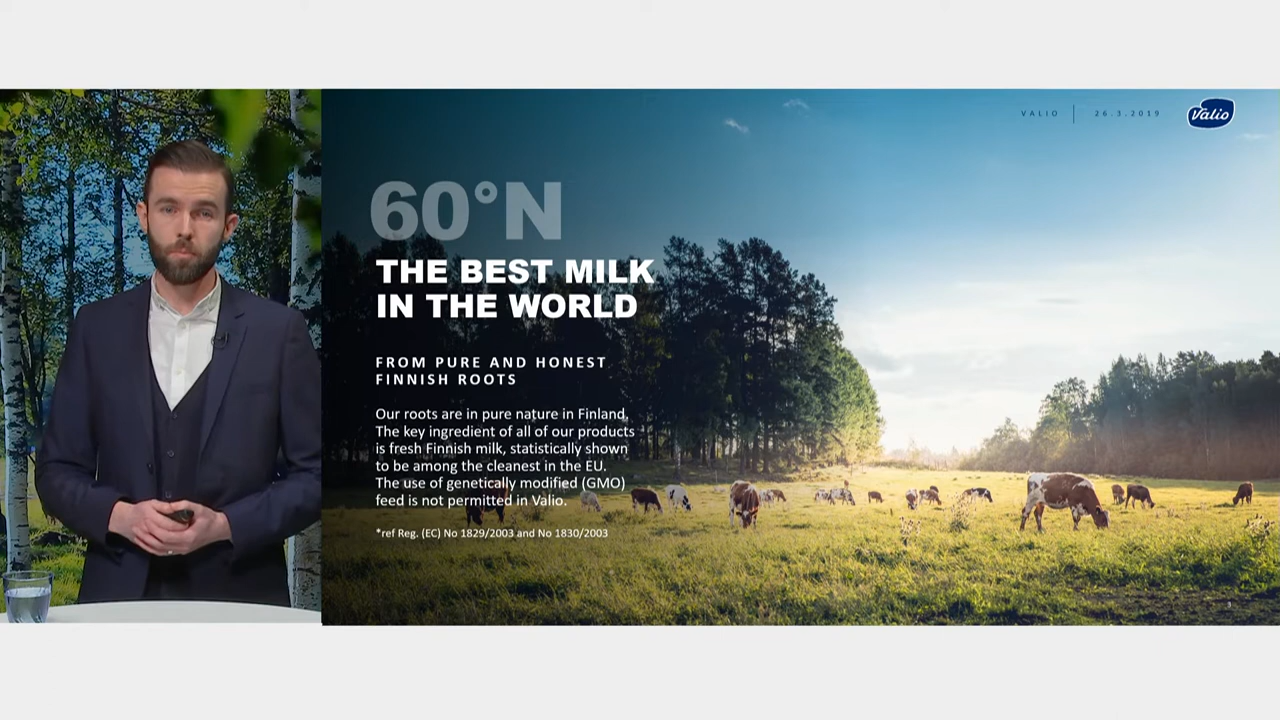 VALIO
26.3.2019
Valio
60°N
THE BEST MILK
IN THE WORLD
FROM PURE AND HONEST
FINNISH ROOTS
Our roots are in pure nature in Finland.
The key ingredient of all of our products
is fresh Finnish milk, statistically shown
to be among the cleanest in the EU.
The use of genetically modified (GMO)
feed is not permitted in Valio.
*ref Reg. (EC) No 1829/2003 and No 1830/2003